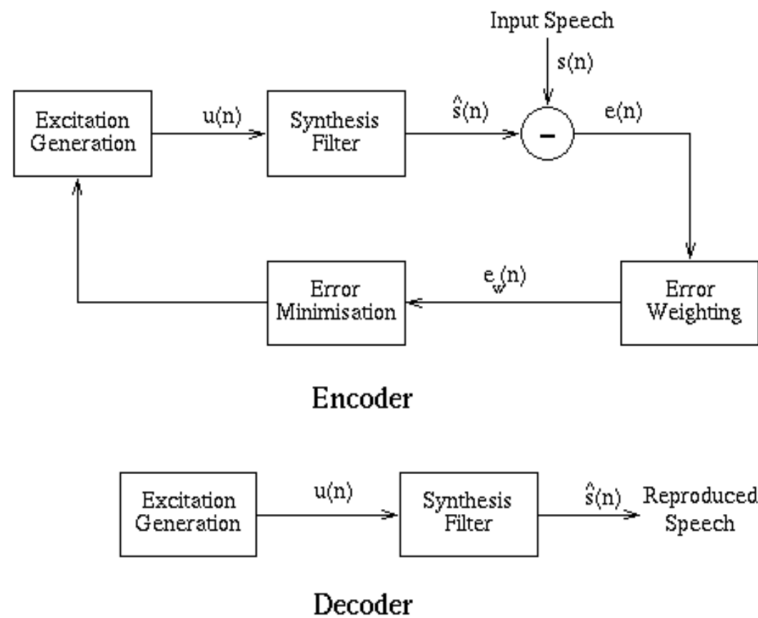 Input Speech
s(n)
Excitation
Generation
u(n)
Synthesis
Filter
ŝ(n)
-
e(n)
Error
Minimisation
e_w(n)
Error
Weighting
Encoder
Excitation
Generation
u(n)
Synthesis
Filter
ŝ(n)
Reproduced
Speech
Decoder